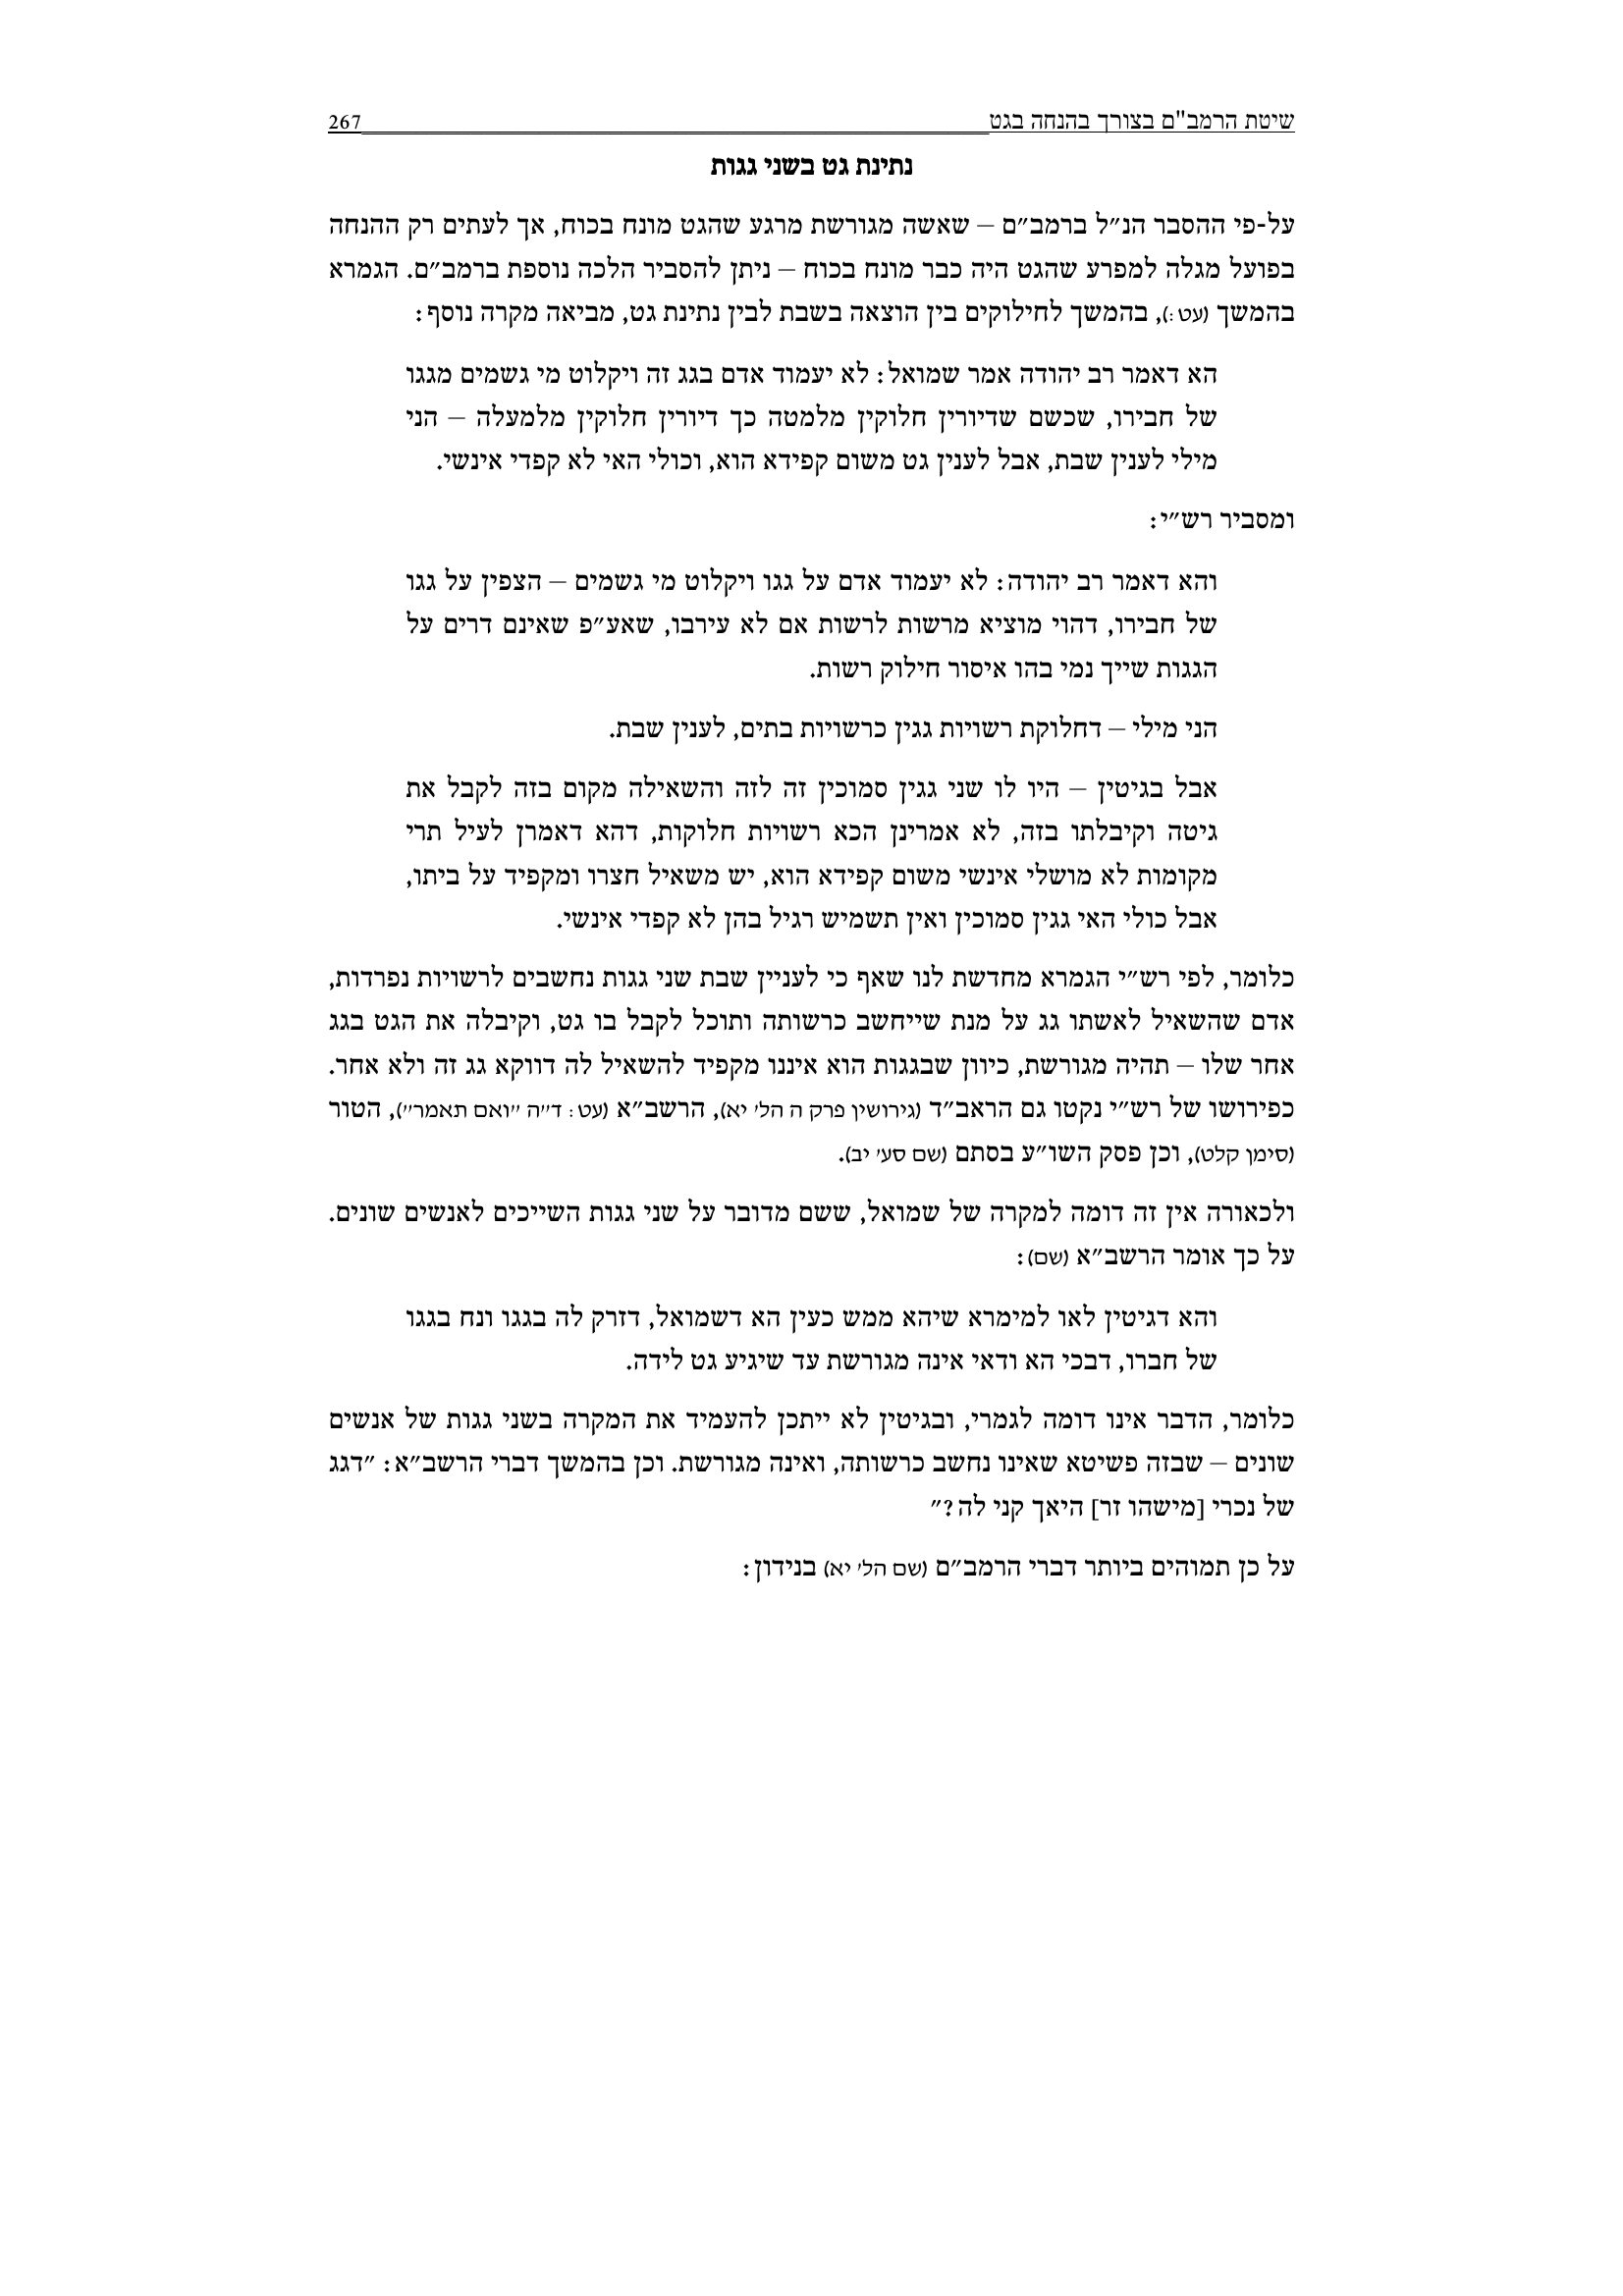 שיטת הרמב"ם בצורך בהנחה בגט 267
נתינת גט בשני גגות
על-פי ההסבר הנ״ל ברמב״ם – שאשה מגורשת מרגע שהגט מונח בכוח, אך לעתים רק ההנחה
בפועל מגלה למפרע שהגט היה כבר מונח בכוח – ניתן להסביר הלכה נוספת ברמב״ם. הגמרא
בהמשך (עט:), בהמשך לחילוקים בין הוצאה בשבת לבין נתינת גט, מביאה מקרה נוסף:
הא דאמר רב יהודה אמר שמואל: לא יעמוד אדם בגג זה ויקלוט מי גשמים מגגו
של חבירו, שכשם שדיורין חלוקין מלמטה כך דיורין חלוקין מלמעלה – הני
מילי לענין שבת, אבל לענין גט משום קפידא הוא, וכולי האי לא קפדי אינשי.
ומסביר רש״י:
והא דאמר רב יהודה: לא יעמוד אדם על גגו ויקלוט מי גשמים – הצפין על גגו
של חבירו, דהוי מוציא מרשות לרשות אם לא עירבו, שאע״פ שאינם דרים על
הגגות שייך נמי בהו איסור חילוק רשות.
הני מילי – דחלוקת רשויות גגין כרשויות בתים, לענין שבת.
אבל בגיטין – היו לו שני גגין סמוכין זה לזה והשאילה מקום בזה לקבל את
גיטה וקיבלתו בזה, לא אמרינן הכא רשויות חלוקות, דהא דאמרן לעיל תרי
מקומות לא מושלי אינשי משום קפידא הוא, יש משאיל חצרו ומקפיד על ביתו,
אבל כולי האי גגין סמוכין ואין תשמיש רגיל בהן לא קפדי אינשי.
כלומר, לפי רש״י הגמרא מחדשת לנו שאף כי לעניין שבת שני גגות נחשבים לרשויות נפרדות,
אדם שהשאיל לאשתו גג על מנת שייחשב כרשותה ותוכל לקבל בו גט, וקיבלה את הגט בגג
אחר שלו – תהיה מגורשת, כיוון שבגגות הוא איננו מקפיד להשאיל לה דווקא גג זה ולא אחר.
כפירושו של רש״י נקטו גם הראב״ד (גירושין פרק ה הל׳ יא), הרשב״א (עט: ד״ה ״ואם תאמר״), הטור
(סימן קלט), וכן פסק השו״ע בסתם (שם סע׳ יב).
ולכאורה אין זה דומה למקרה של שמואל, ששם מדובר על שני גגות השייכים לאנשים שונים.
על כך אומר הרשב״א (שם):
והא דגיטין לאו למימרא שיהא ממש כעין הא דשמואל, דזרק לה בגגו ונח בגגו
של חברו, דבכי הא ודאי אינה מגורשת עד שיגיע גט לידה.
כלומר, הדבר אינו דומה לגמרי, ובגיטין לא ייתכן להעמיד את המקרה בשני גגות של אנשים
שונים – שבזה פשיטא שאינו נחשב כרשותה, ואינה מגורשת. וכן בהמשך דברי הרשב״א: ״דגג
של נכרי [מישהו זר] היאך קני לה?״
על כן תמוהים ביותר דברי הרמב״ם (שם הל׳ יא) בנידון: